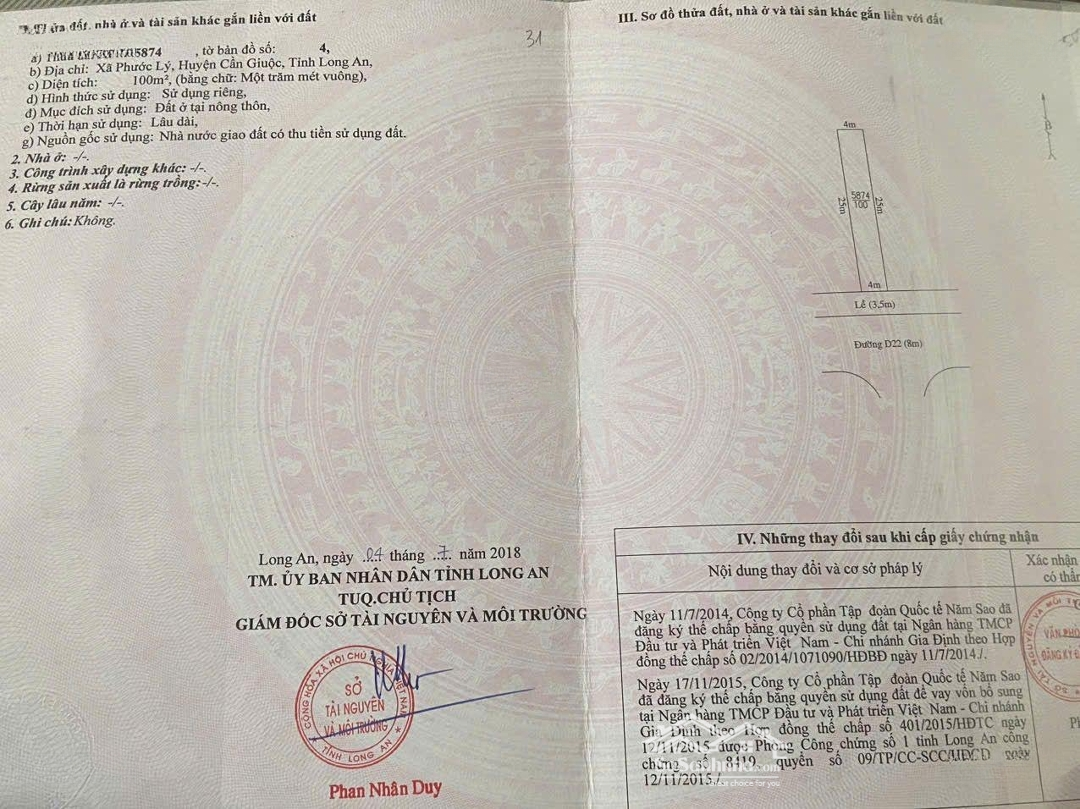 ửa đất, nhà ở và tài sản khác gắn liền với đất
31
a) 5874 , tờ bản đồ số: 4,
b) Địa chỉ: Xã Phước Lý, Huyện Cần Giuộc, Tỉnh Long An,
c) Diện tích: 100m², (bằng chữ: Một trăm mét vuông),
d) Hình thức sử dụng: Sử dụng riêng,
đ) Mục đích sử dụng: Đất ở tại nông thôn,
e) Thời hạn sử dụng: Lâu dài,
g) Nguồn gốc sử dụng: Nhà nước giao đất có thu tiền sử dụng đất.
2. Nhà ở: -/-.
3. Công trình xây dựng khác: -/-.
4. Rừng sản xuất là rừng trồng:-/-.
5. Cây lâu năm: -/-.
6. Ghi chú: Không.
Long An, ngày 04 tháng 7 năm 2018
TM. ỦY BAN NHÂN DÂN TỈNH LONG AN
TUQ.CHỦ TỊCH
GIÁM ĐỐC SỞ TÀI NGUYÊN VÀ MÔI TRƯỜNG
CỘNG HÒA XÃ HỘI CHỦ NGHĨA VIỆT NAM
SỞ
TÀI NGUYÊN
VÀ MÔI TRƯỜNG
TỈNH LONG AN
Phan Nhân Duy
III. Sơ đồ thửa đất, nhà ở và tài sản khác gắn liền với đất
B
4m
25m
5874
100
25m
4m
Lề (3,5m)
Đường D22 (8m)
IV. Những thay đổi sau khi cấp giấy chứng nhận
Nội dung thay đổi và cơ sở pháp lý
Xác nhận
có thẩm
Ngày 11/7/2014, Công ty Cổ phần Tập đoàn Quốc tế Năm Sao đã
đăng ký thế chấp bằng quyền sử dụng đất tại Ngân hàng TMCP
Đầu tư và Phát triển Việt Nam - Chi nhánh Gia Định theo Hợp
đồng thế chấp số 02/2014/1071090/HĐBĐ ngày 11/7/2014./.
Ngày 17/11/2015, Công ty Cổ phần Tập đoàn Quốc tế Năm Sao
đã đăng ký thế chấp bằng quyền sử dụng đất để vay vốn bổ sung
tại Ngân hàng TMCP Đầu tư và Phát triển Việt Nam - Chi nhánh
Gia Định theo Hợp đồng thế chấp số 401/2015/HĐTC ngày
12/11/2015 được Phòng Công chứng số 1 tỉnh Long An công
chứng số 8419 quyển số 09/TP/CC-SCC/HĐGD ngày
12/11/2015./.
VĂN PHÒ
ĐĂNG KÝ Đ